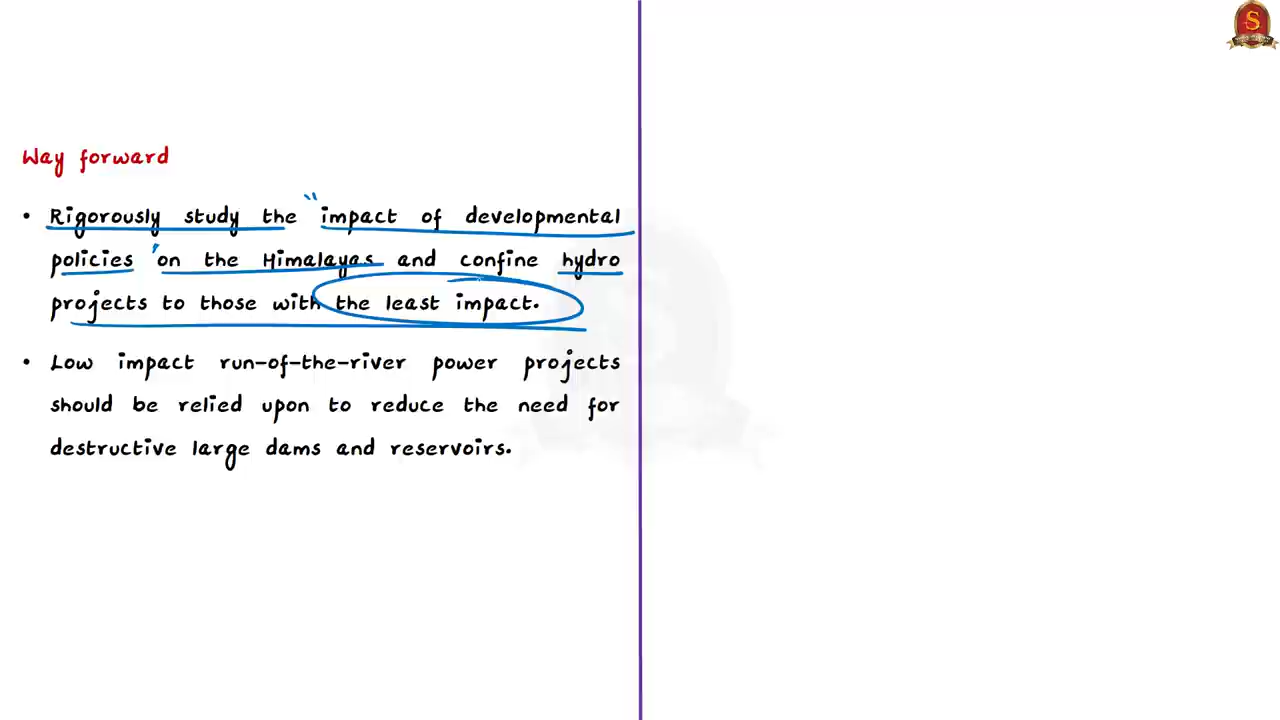 Way forward
• Rigorously study the "impact of developmental
policies' on the Himalayas and confine hydro
projects to those with the least impact.
• Low impact run-of-the-river power projects
should be relied upon to reduce the need for
destructive large dams and reservoirs.
S